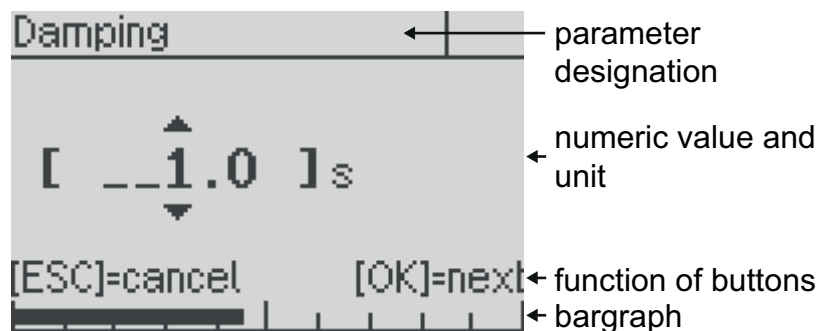 Damping
parameter
designation
[ __1.0 ]s
numeric value and
unit
[ESC]=cancel [OK]=next
function of buttons
bargraph